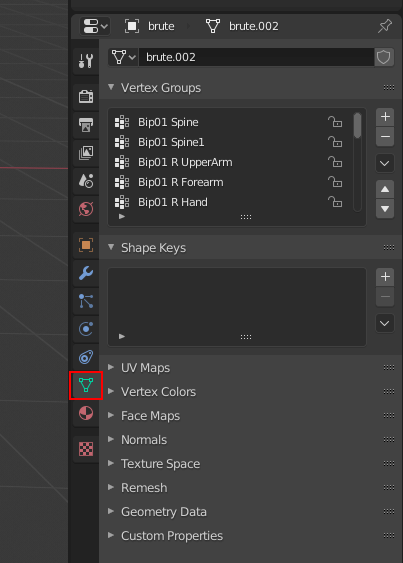 brute brute.002
brute.002
Vertex Groups
Bip01 Spine
Bip01 Spine1
Bip01 R UpperArm
Bip01 R Forearm
Bip01 R Hand
Shape Keys
UV Maps
Vertex Colors
Face Maps
Normals
Texture Space
Remesh
Geometry Data
Custom Properties